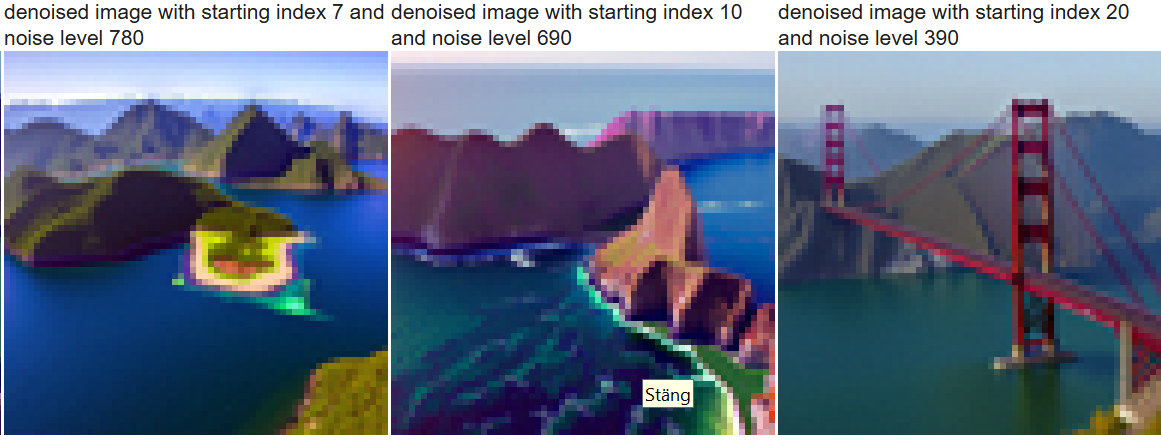 denoised image with starting index 7 and
noise level 780
denoised image with starting index 10
and noise level 690
denoised image with starting index 20
and noise level 390
Stäng